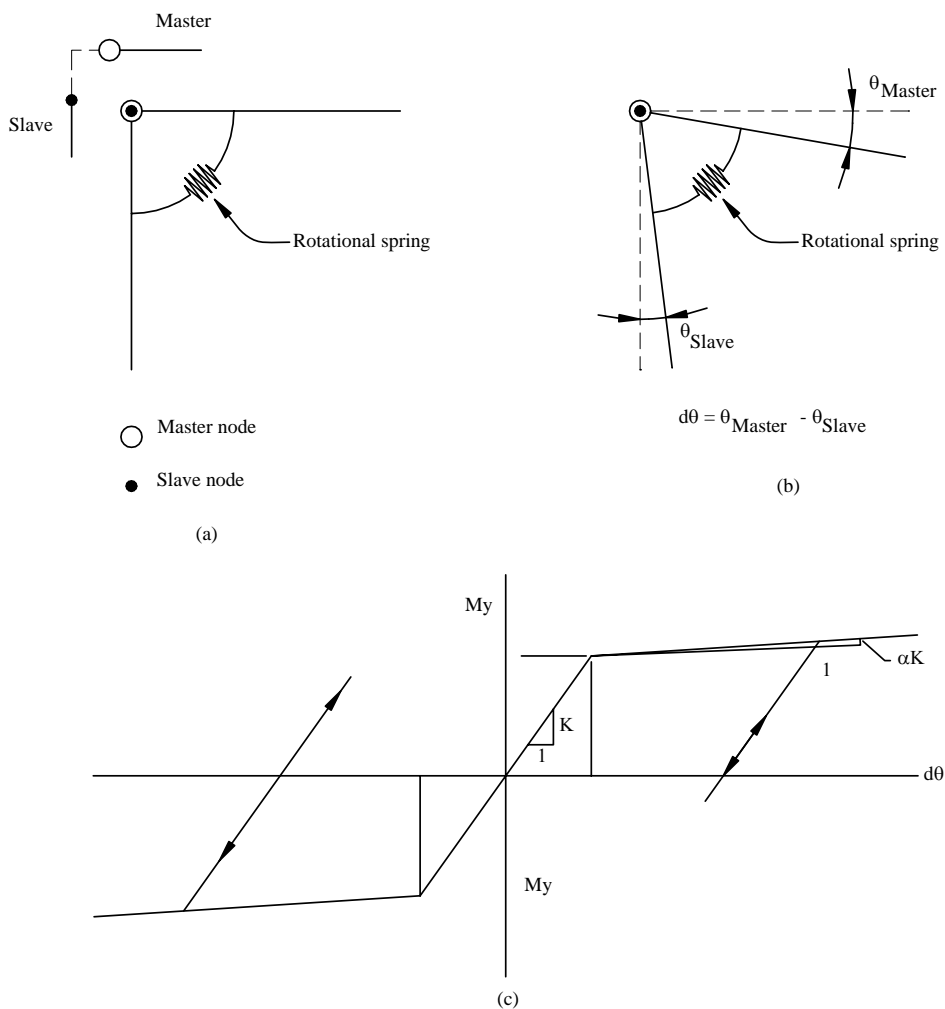 Master
Slave
Rotational spring
Master node
Slave node
(a)
θMaster
Rotational spring
θSlave
dθ = θMaster - θSlave
(b)
My
αK
1
K
1
dθ
My
(c)